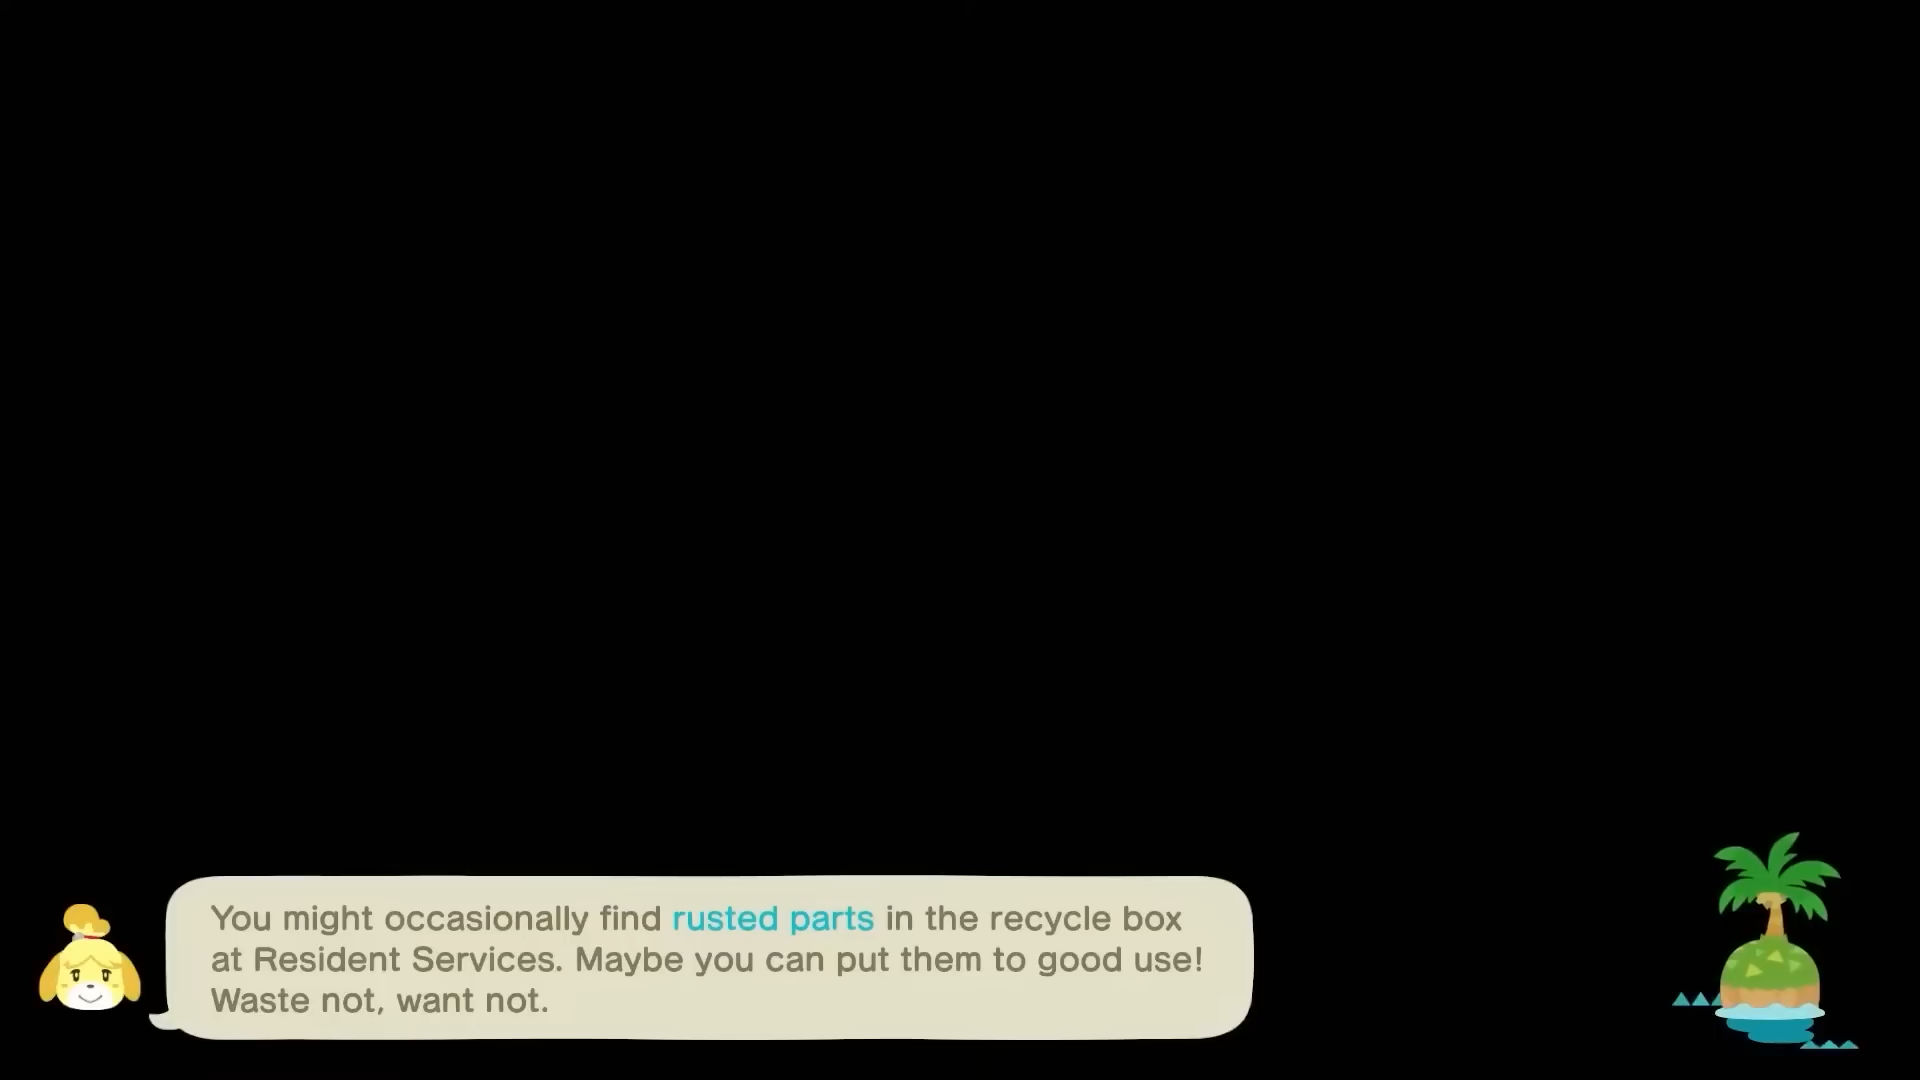 You might occasionally find rusted parts in the recycle box
at Resident Services. Maybe you can put them to good use!
Waste not, want not.